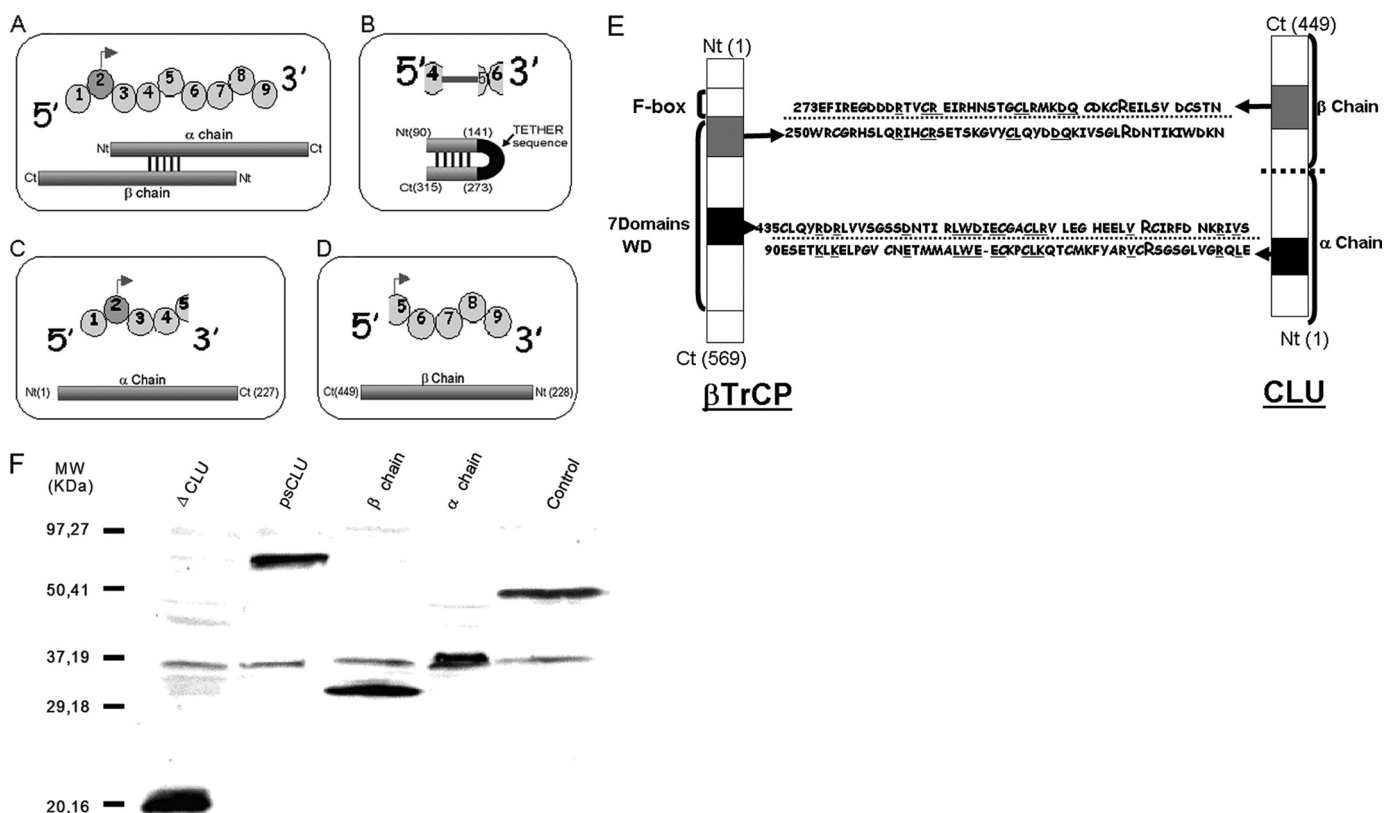 A
5'
1
2
3
4
5
6
7
8
9
3'
α chain
Nt
Ct
Ct
Nt
β chain
B
5'
4
5
6
3'
Nt(90)
(141)
TETHER
sequence
Ct(315)
(273)
C
5'
1
2
3
4
5
3'
α Chain
Nt(1)
Ct (227)
D
5'
5
6
7
8
9
3'
β Chain
Ct(449)
Nt (228)
E
Nt (1)
Ct (449)
F-box
273EFIREGDDDRTVCR EIRHNSTGCLRMKDQ CDKCREILSV DCSTN
β Chain
250WRCGRHSLQRIHCRSETSKGVYCLQYDDQKIVSGLRDNTIKIWDKN
7Domains
WD
435CLQYRDRLVVSGSSDNTI RLWDIECGACLRV LEG HEELV RCIRFD NKRIVS
90ESETKLKELPGV CNETMMALWE-ECKPCLKQTCMKFYARVCRSGSGLVGRQLE
α Chain
Nt (1)
Ct (569)
βTrCP
CLU
F
MW
(KDa)
Δ CLU
psCLU
β chain
α chain
Control
97,27
50,41
37,19
29,18
20,16